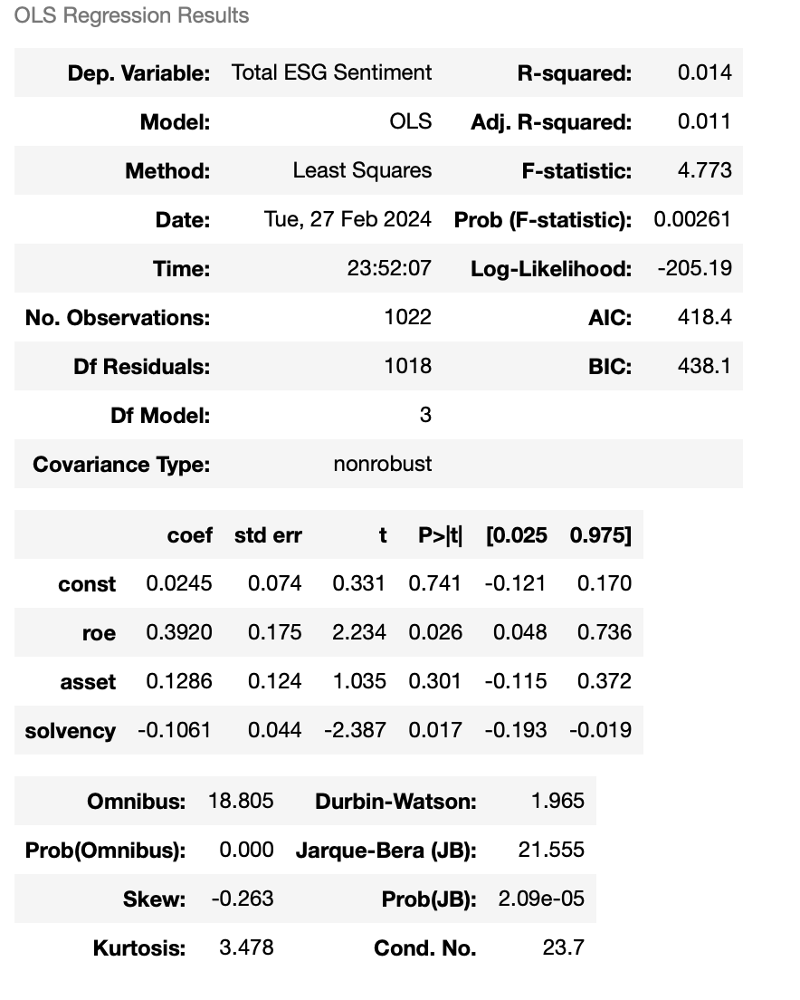 OLS Regression Results
Dep. Variable: Total ESG Sentiment R-squared: 0.014
Model: OLS Adj. R-squared: 0.011
Method: Least Squares F-statistic: 4.773
Date: Tue, 27 Feb 2024 Prob (F-statistic): 0.00261
Time: 23:52:07 Log-Likelihood: -205.19
No. Observations: 1022 AIC: 418.4
Df Residuals: 1018 BIC: 438.1
Df Model: 3
Covariance Type: nonrobust
coef std err t P>|t| [0.025 0.975]
const 0.0245 0.074 0.331 0.741 -0.121 0.170
roe 0.3920 0.175 2.234 0.026 0.048 0.736
asset 0.1286 0.124 1.035 0.301 -0.115 0.372
solvency -0.1061 0.044 -2.387 0.017 -0.193 -0.019
Omnibus: 18.805 Durbin-Watson: 1.965
Prob(Omnibus): 0.000 Jarque-Bera (JB): 21.555
Skew: -0.263 Prob(JB): 2.09e-05
Kurtosis: 3.478 Cond. No. 23.7